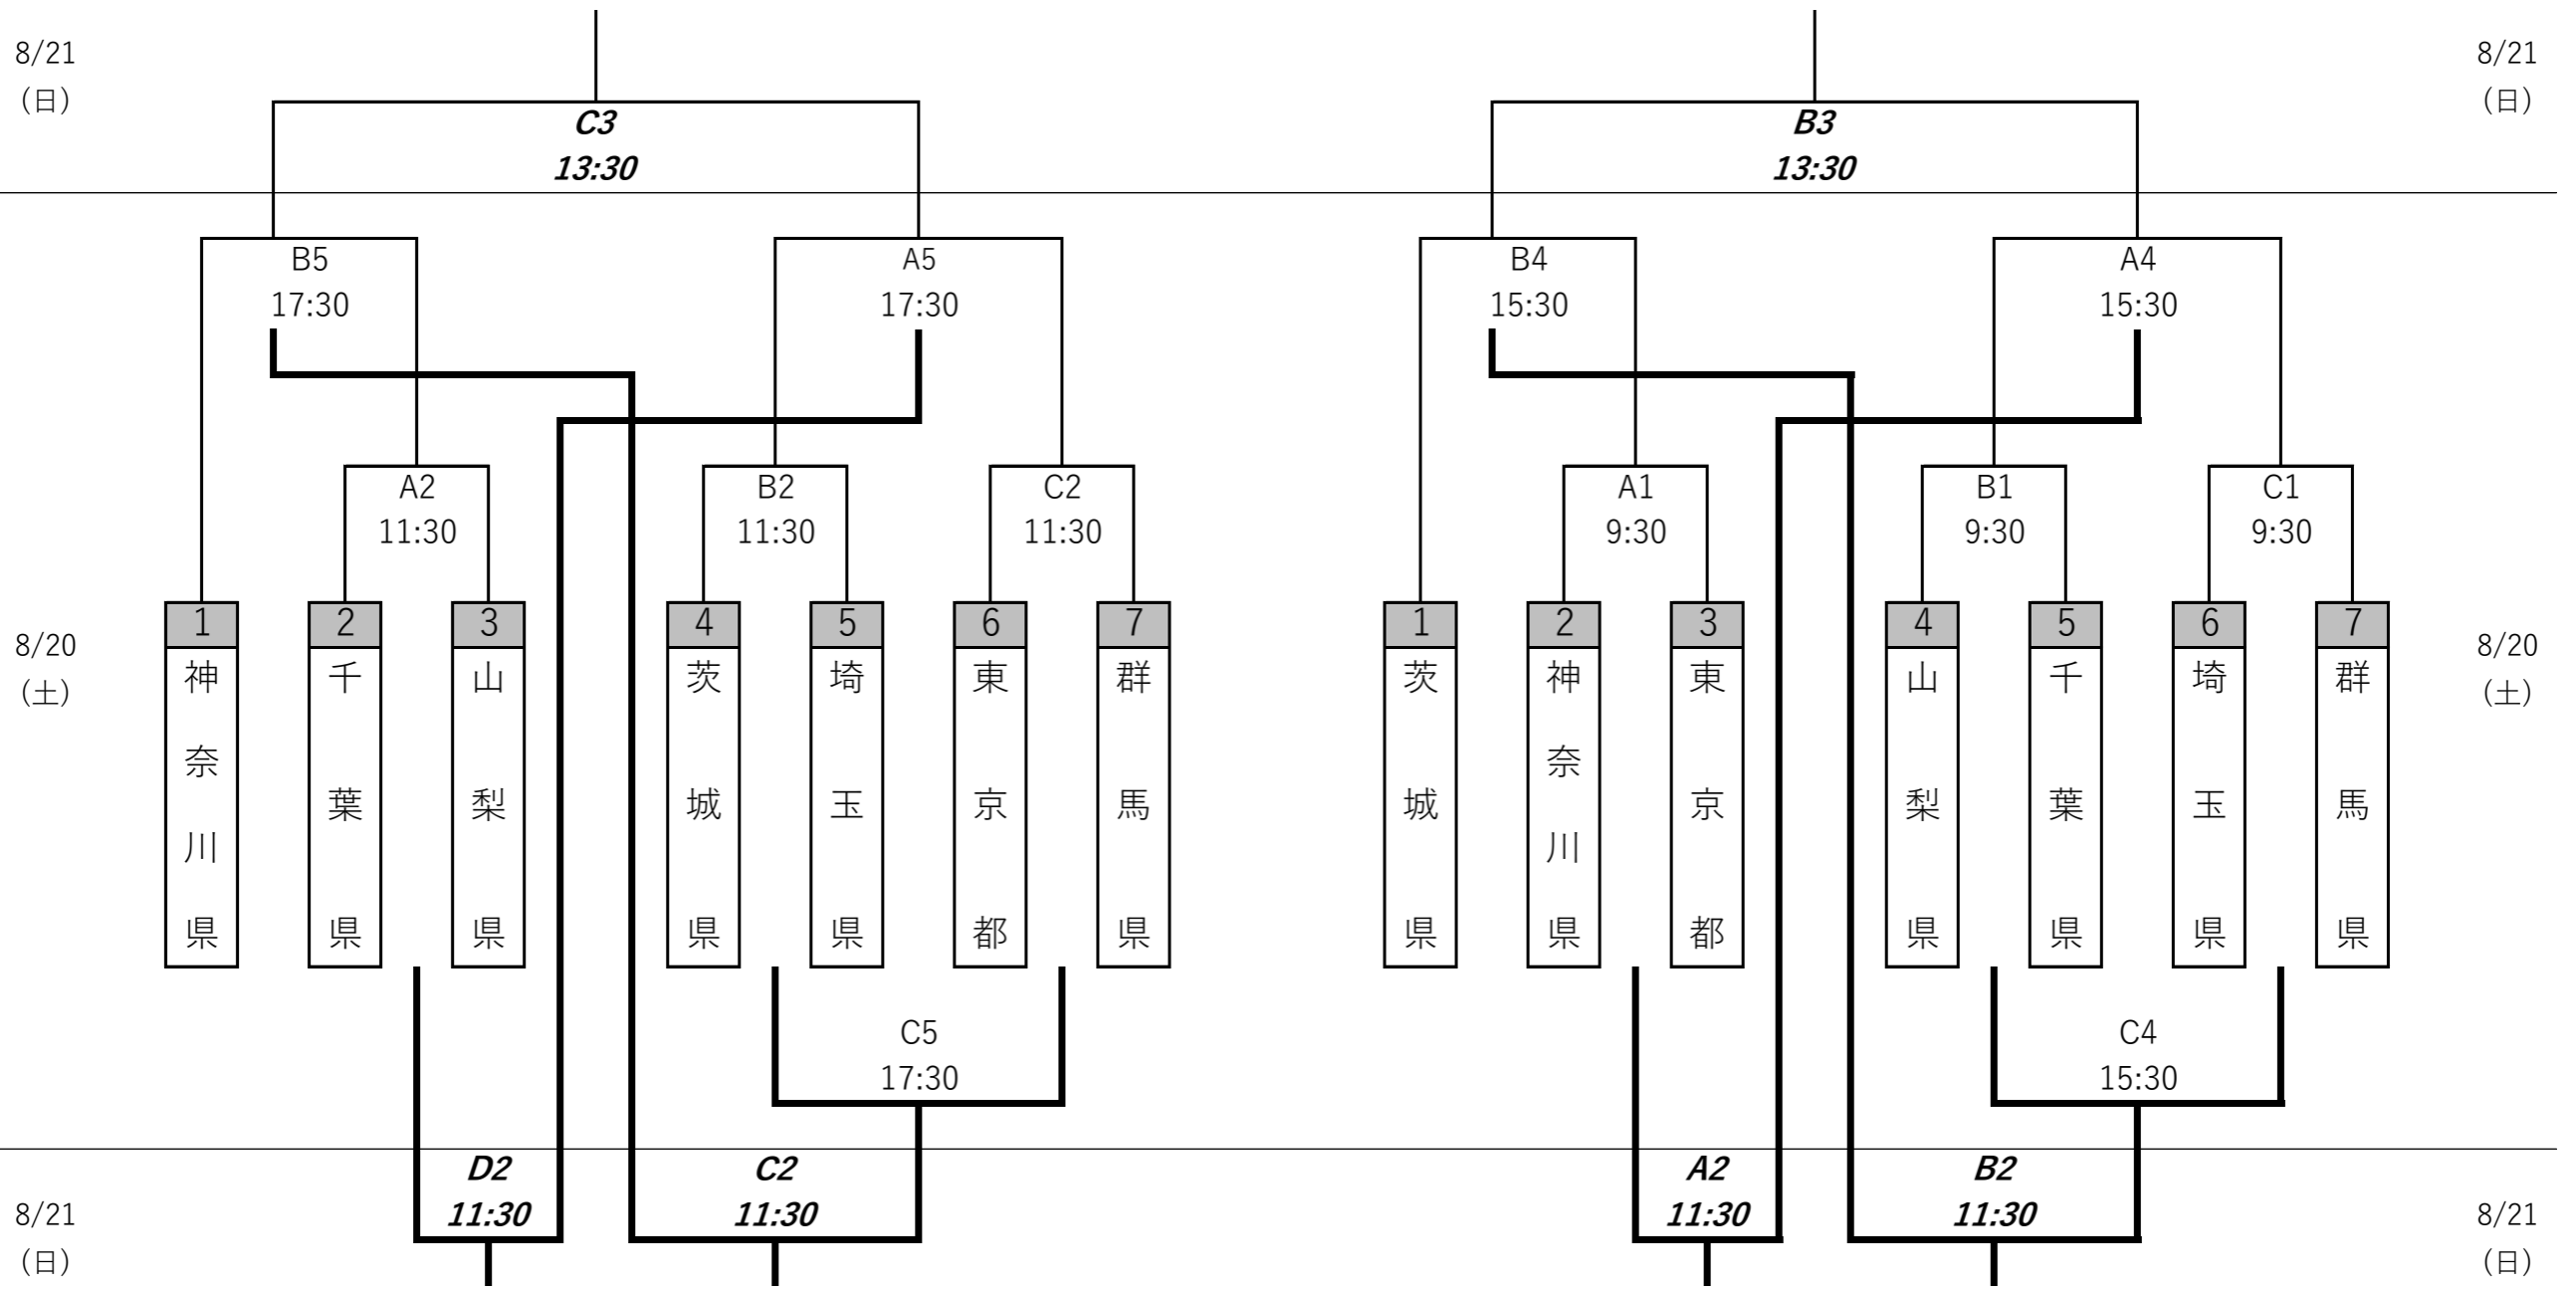 8/21
(日)
C3
13:30
B3
13:30
8/21
(日)
B5
17:30
A5
17:30
B4
15:30
A4
15:30
A2
11:30
B2
11:30
C2
11:30
A1
9:30
B1
9:30
C1
9:30
8/20
(土)
1
神奈川県
2
千葉県
3
山梨県
4
茨城県
5
埼玉県
6
東京都
7
群馬県
1
茨城県
2
神奈川県
3
東京都
4
山梨県
5
千葉県
6
埼玉県
7
群馬県
8/20
(土)
C5
17:30
C4
15:30
8/21
(日)
D2
11:30
C2
11:30
A2
11:30
B2
11:30
8/21
(日)